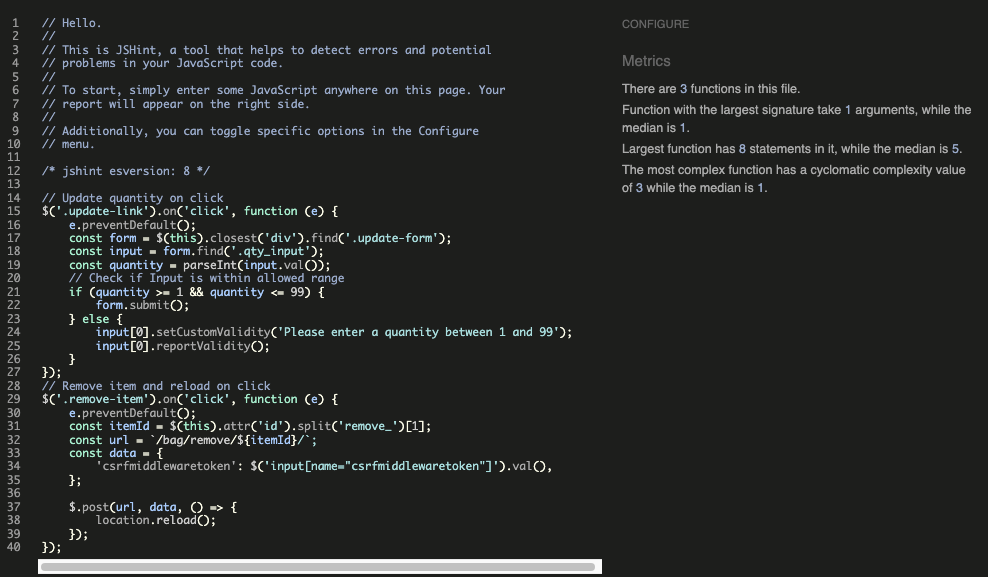 1 // Hello.
2 //
3 // This is JSHint, a tool that helps to detect errors and potential
4 // problems in your JavaScript code.
5 //
6 // To start, simply enter some JavaScript anywhere on this page. Your
7 // report will appear on the right side.
8 //
9 // Additionally, you can toggle specific options in the Configure
10 // menu.
11
12 /* jshint esversion: 8 */
13
14 // Update quantity on click
15 $('.update-link').on('click', function (e) {
16     e.preventDefault();
17     const form = $(this).closest('div').find('.update-form');
18     const input = form.find('.qty_input');
19     const quantity = parseInt(input.val());
20     // Check if Input is within allowed range
21     if (quantity >= 1 && quantity <= 99) {
22         form.submit();
23     } else {
24         input[0].setCustomValidity('Please enter a quantity between 1 and 99');
25         input[0].reportValidity();
26     }
27 });
28 // Remove item and reload on click
29 $('.remove-item').on('click', function (e) {
30     e.preventDefault();
31     const itemId = $(this).attr('id').split('remove_')[1];
32     const url = `/bag/remove/${itemId}/`;
33     const data = {
34         'csrfmiddlewaretoken': $('input[name="csrfmiddlewaretoken"]').val(),
35     };
36
37     $.post(url, data, () => {
38         location.reload();
39     });
40 });
CONFIGURE
Metrics
There are 3 functions in this file.
Function with the largest signature take 1 arguments, while the
median is 1.
Largest function has 8 statements in it, while the median is 5.
The most complex function has a cyclomatic complexity value
of 3 while the median is 1.